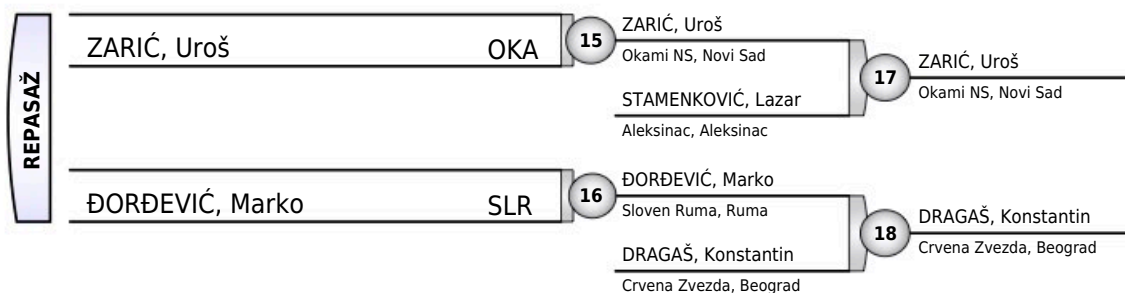 REPASAŽ
ZARIĆ, Uroš OKA
15
ZARIĆ, Uroš
Okami NS, Novi Sad
STAMENKOVIĆ, Lazar
Aleksinac, Aleksinac
17
ZARIĆ, Uroš
Okami NS, Novi Sad
ĐORĐEVIĆ, Marko SLR
16
ĐORĐEVIĆ, Marko
Sloven Ruma, Ruma
DRAGAŠ, Konstantin
Crvena Zvezda, Beograd
18
DRAGAŠ, Konstantin
Crvena Zvezda, Beograd